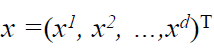 x =(x¹, x², …,xᵈ)ᵀ